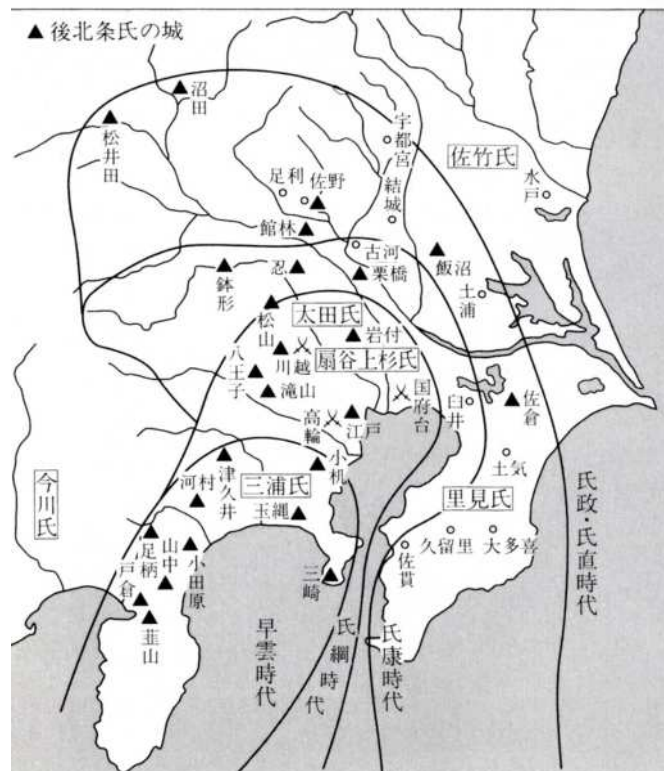 ▲後北条氏の城
沼田
松井田
宇都宮
佐竹氏
水戸
足利
佐野
結城
館林
古河
飯沼
栗橋
鉢形
忍
土浦
松山
太田氏
岩付
川越
扇谷上杉氏
八王子
滝山
国府台
臼井
佐倉
高輪
江戸
小机
土気
津久井
三浦氏
河村
玉縄
里見氏
今川氏
久留里
大多喜
佐貫
足柄
山中
小田原
戸倉
韮山
三崎
早雲時代
氏綱時代
氏康時代
氏政・氏直時代